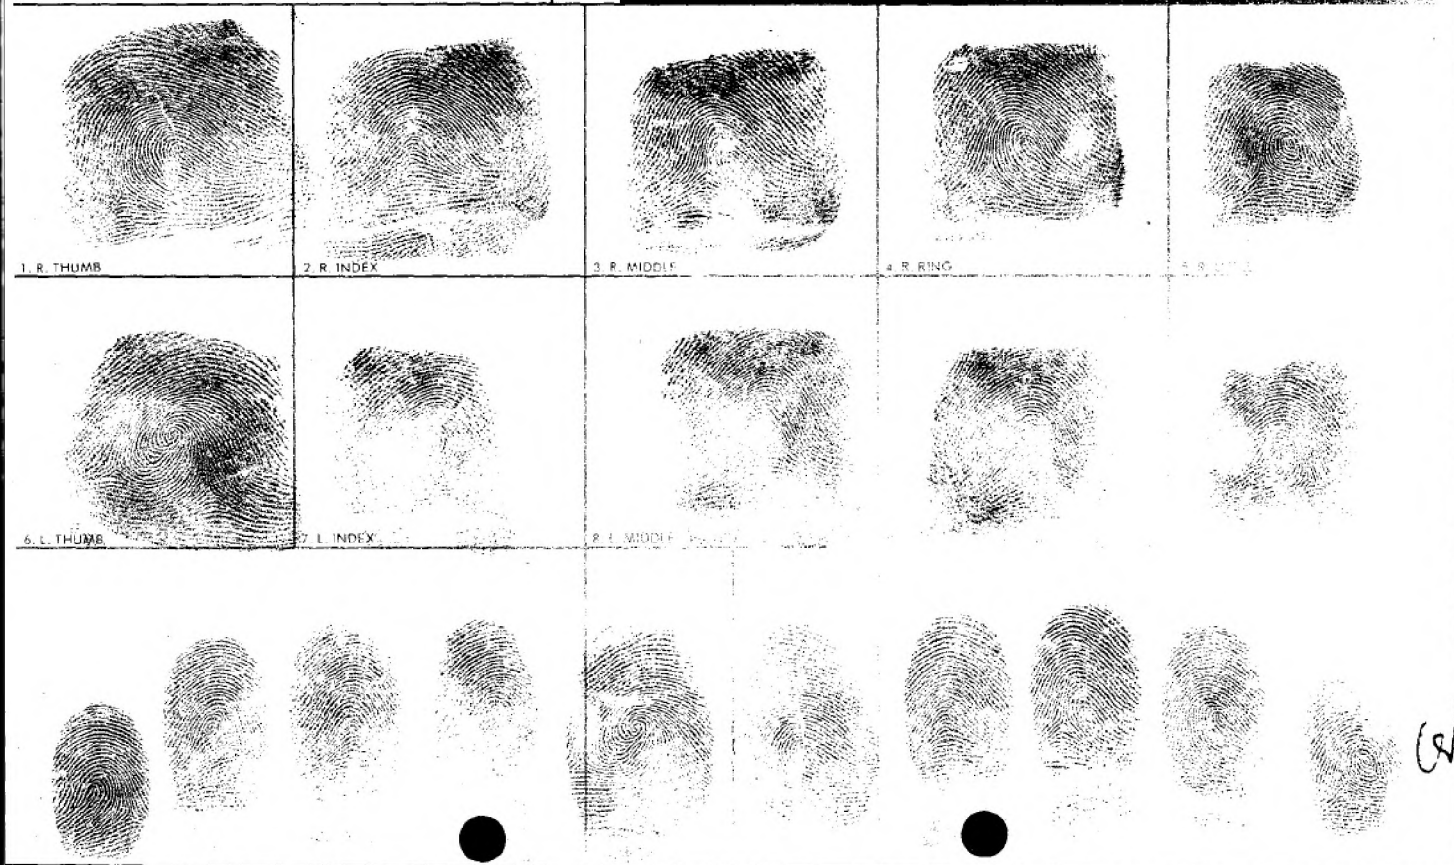 1. R. THUMB
2. R. INDEX
3. R. MIDDLE
4. R. RING
6. L. THUMB
7. L. INDEX
8. L. MIDDLE